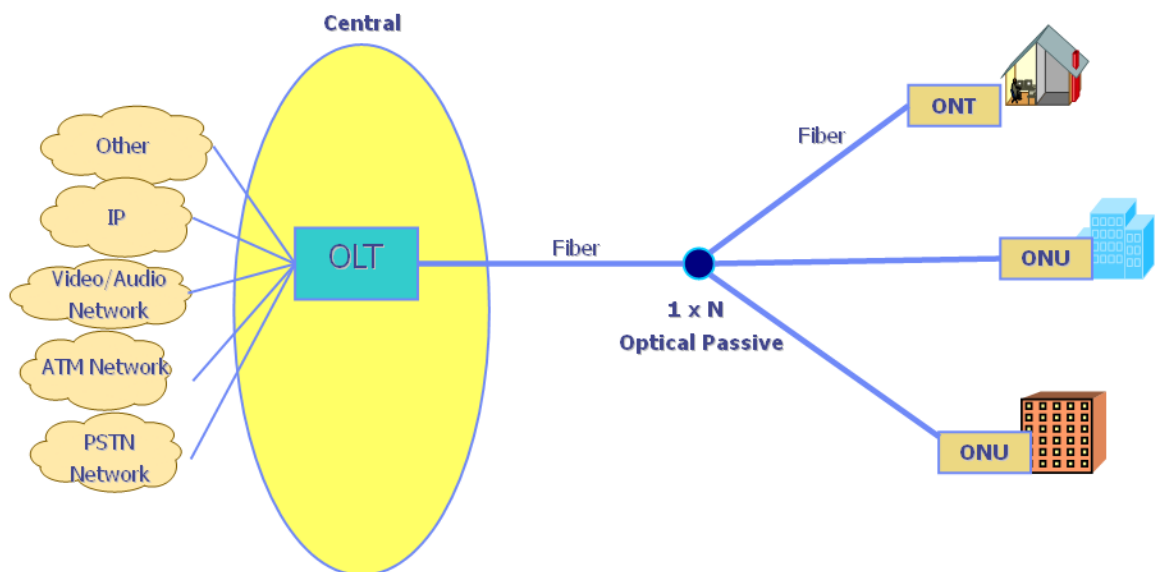 Central
Other
IP
Video/Audio
Network
ATM Network
PSTN
Network
OLT
Fiber
1 x N
Optical Passive
Fiber
ONT
ONU
ONU